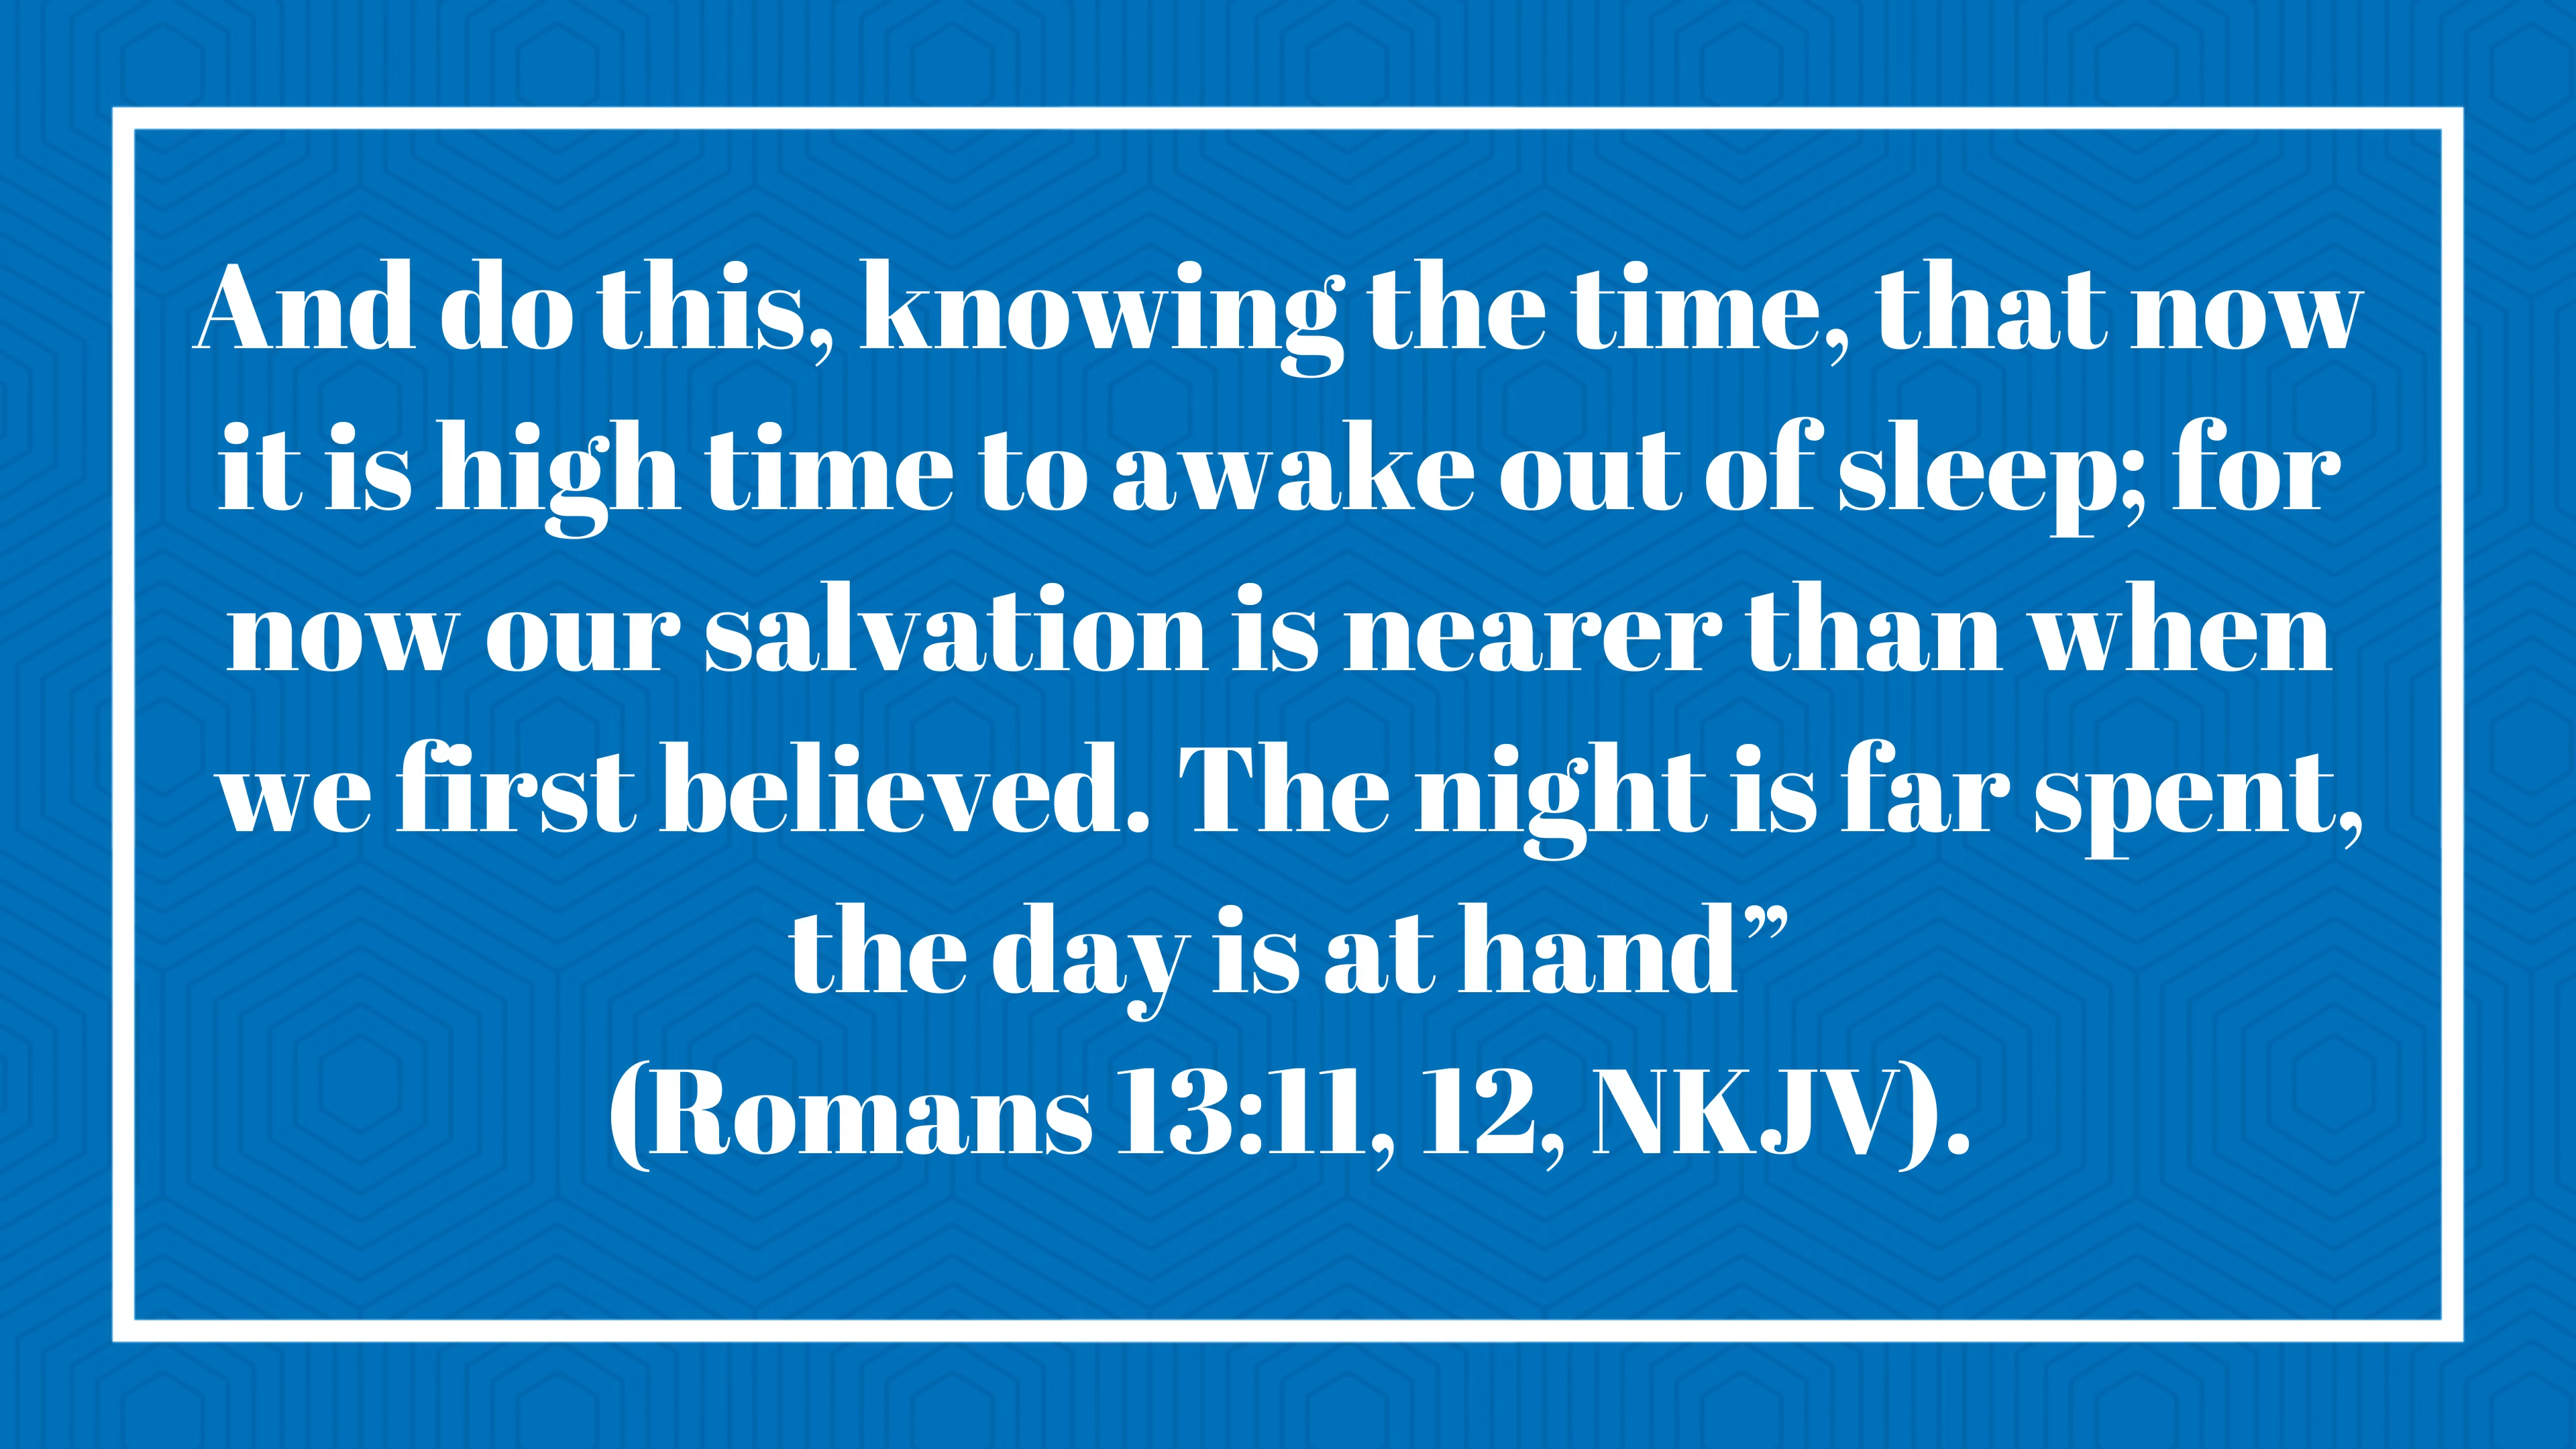 And do this, knowing the time, that now
it is high time to awake out of sleep; for
now our salvation is nearer than when
we first believed. The night is far spent,
the day is at hand”
(Romans 13:11, 12, NKJV).